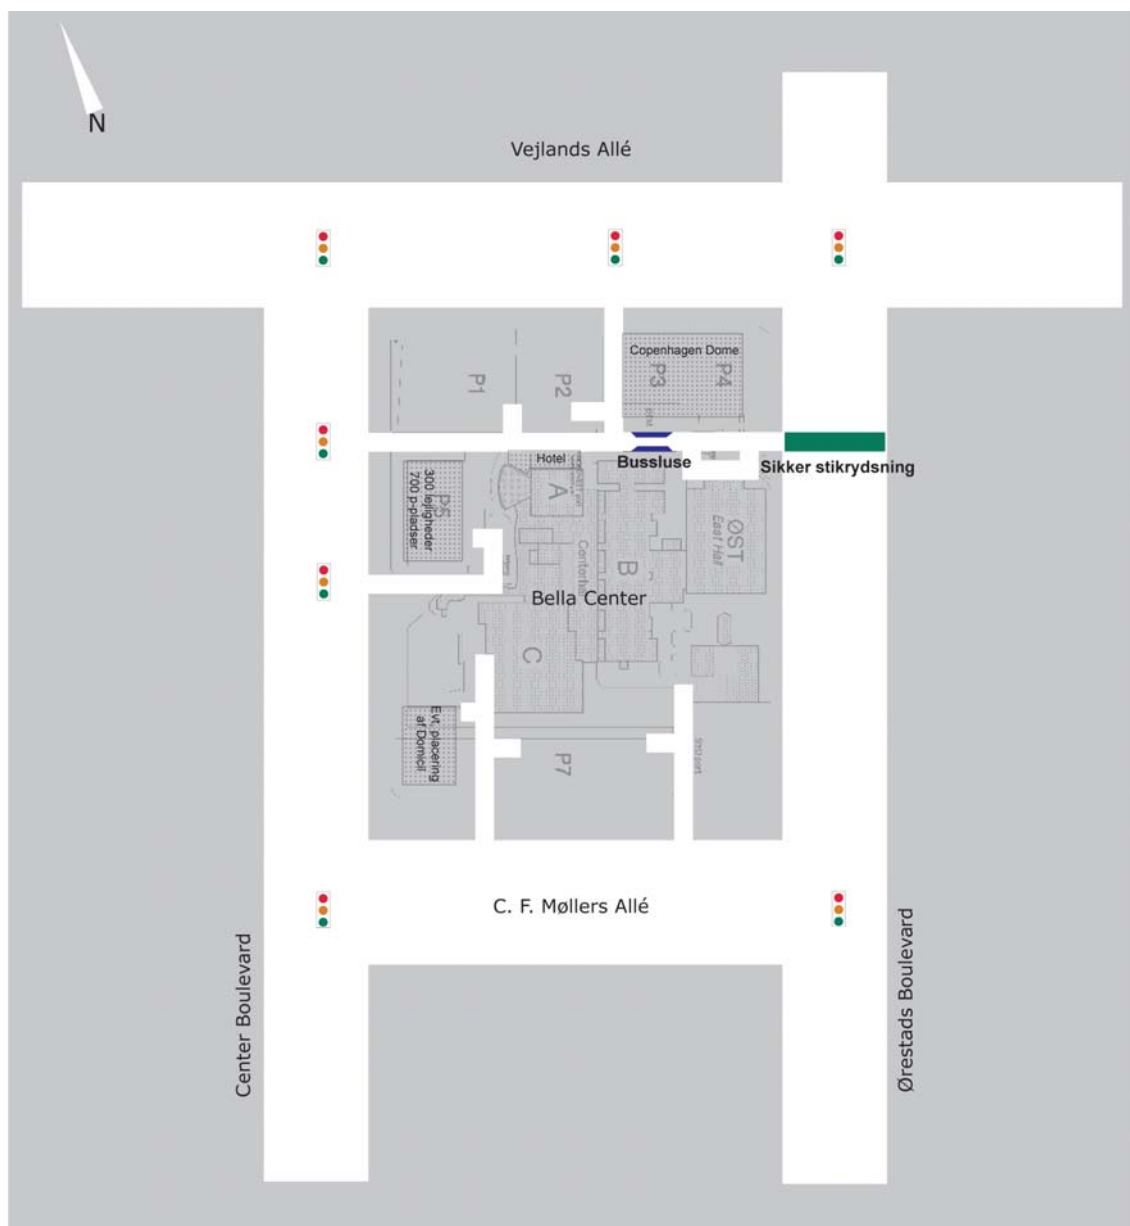 N
Vejlands Allé
Copenhagen Dome
P1
P2
P3
P4
Bussluse
Sikker stikrydsning
Hotel
A
P5
300 lejligheder
700 p-pladser
ØST
East Hall
B
Bella Center
C
Evt. placering
af Domicil
P7
C. F. Møllers Allé
Center Boulevard
Ørestads Boulevard